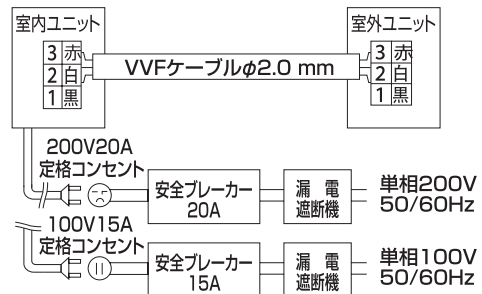 室内ユニット
3 赤
2 白
1 黒
VVFケーブルφ2.0 mm
室外ユニット
3 赤
2 白
1 黒
200V20A
定格コンセント
安全ブレーカー
20A
漏 電
遮断機
単相200V
50/60Hz
100V15A
定格コンセント
安全ブレーカー
15A
漏 電
遮断機
単相100V
50/60Hz